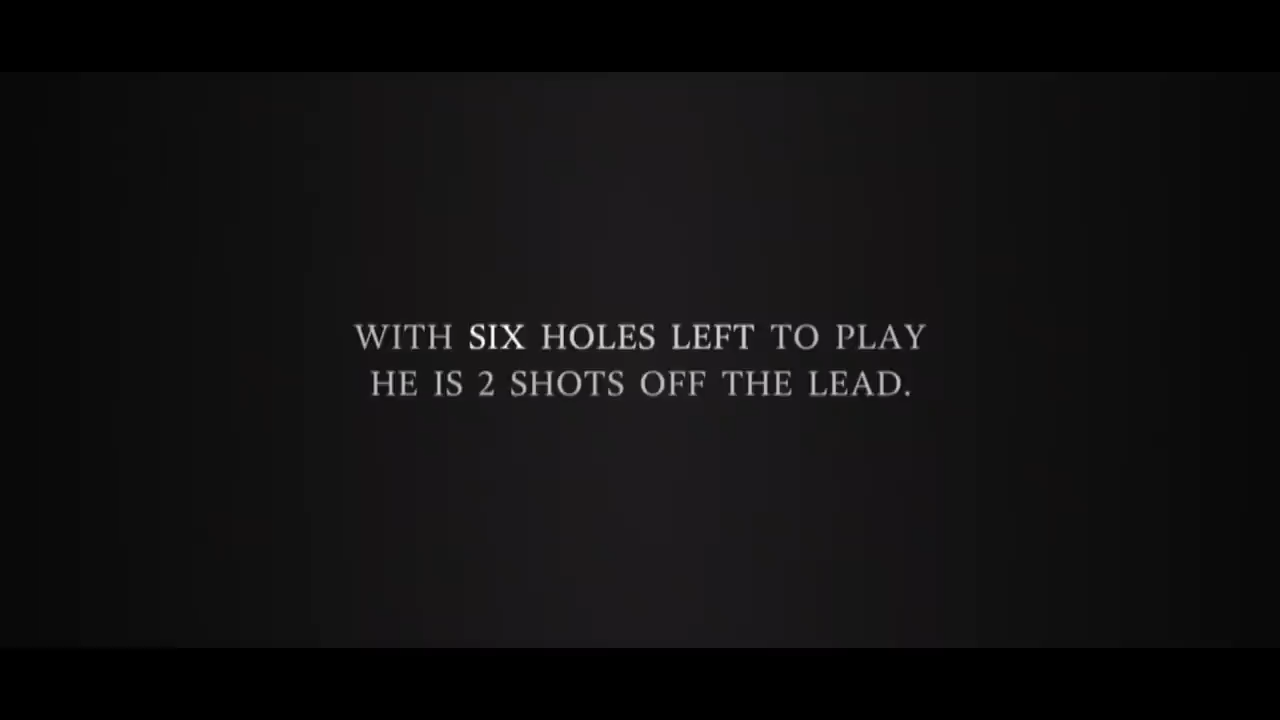 WITH SIX HOLES LEFT TO PLAY
HE IS 2 SHOTS OFF THE LEAD.